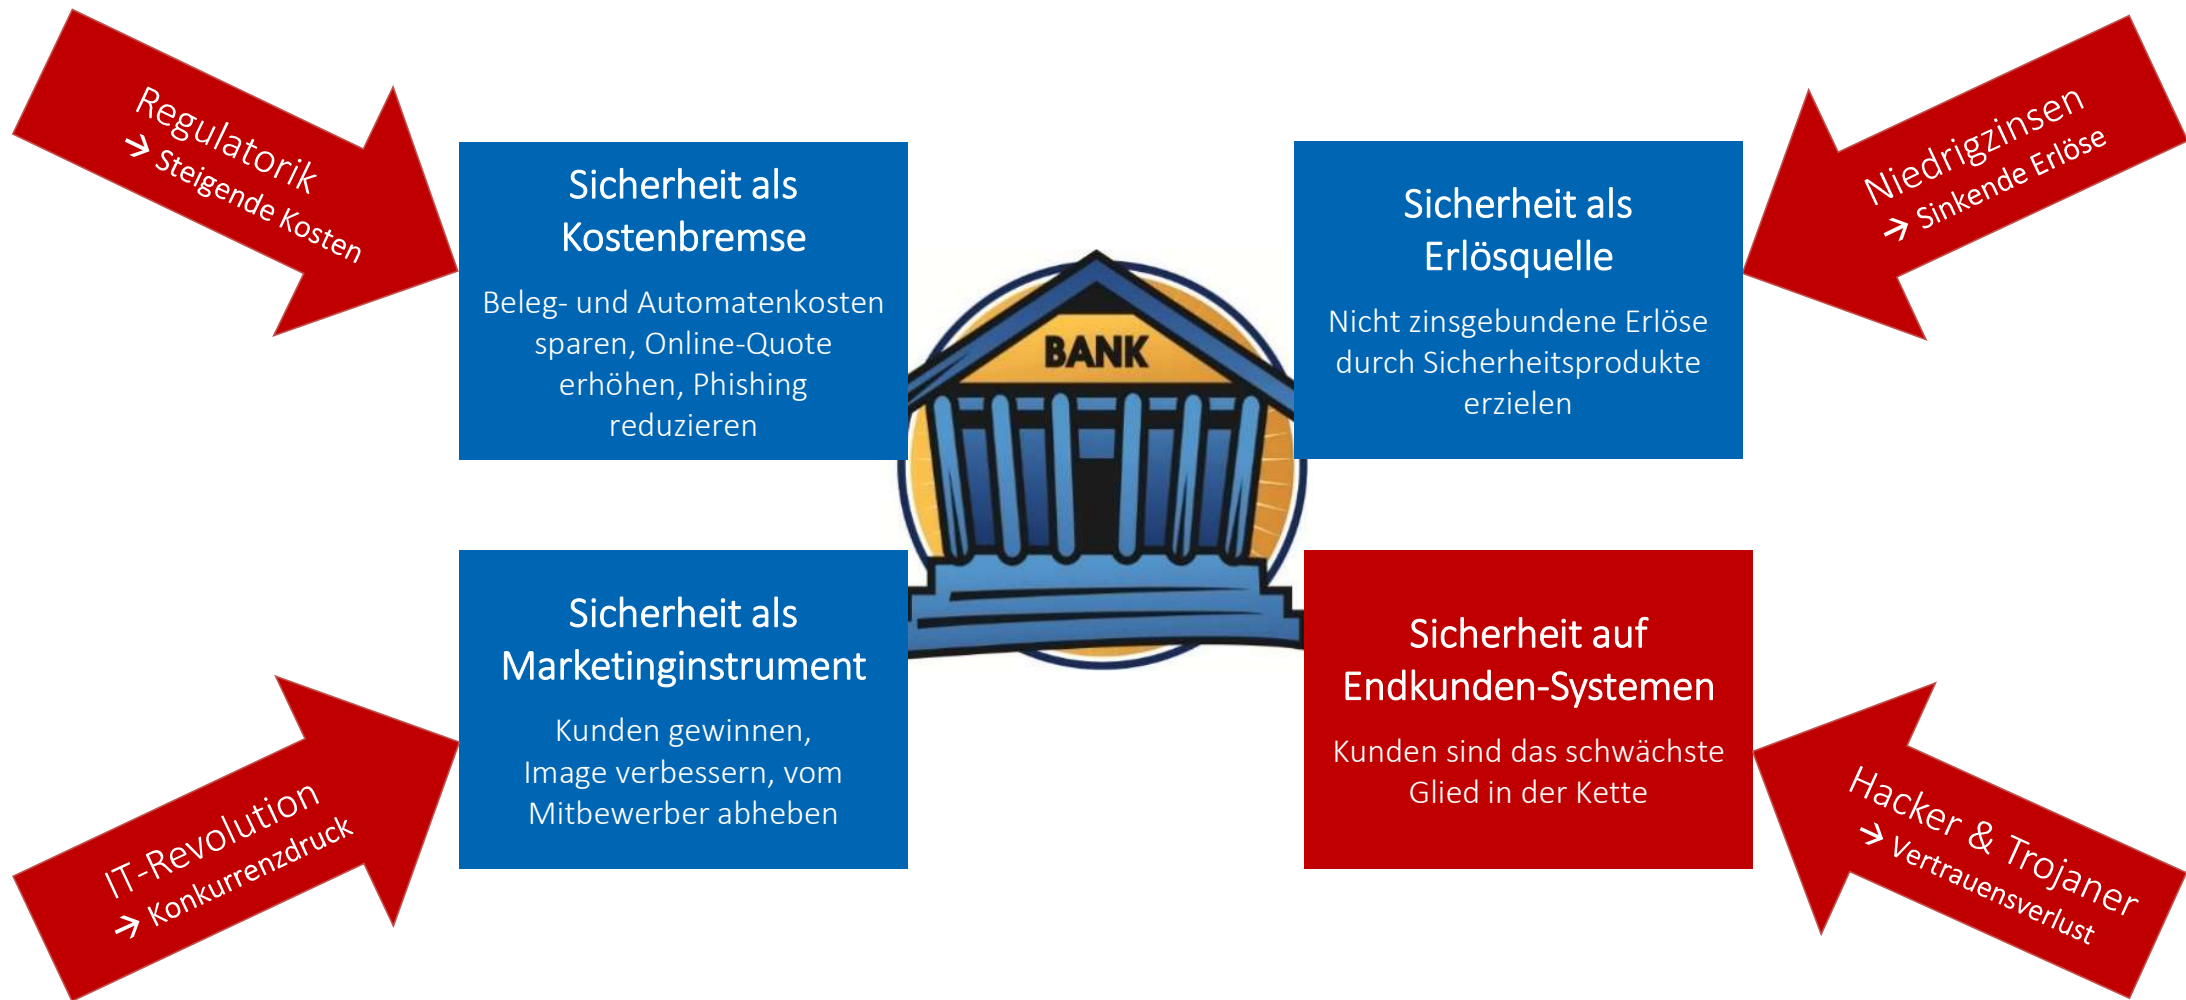 Regulatorik
→ Steigende Kosten
Sicherheit als
Kostenbremse
Beleg- und Automatenkosten
sparen, Online-Quote
erhöhen, Phishing
reduzieren
BANK
Sicherheit als
Erlösquelle
Nicht zinsgebundene Erlöse
durch Sicherheitsprodukte
erzielen
Niedrigzinsen
→ Sinkende Erlöse
IT-Revolution
→ Konkurrenzdruck
Sicherheit als
Marketinginstrument
Kunden gewinnen,
Image verbessern, vom
Mitbewerber abheben
Sicherheit auf
Endkunden-Systemen
Kunden sind das schwächste
Glied in der Kette
Hacker & Trojaner
→ Vertrauensverlust